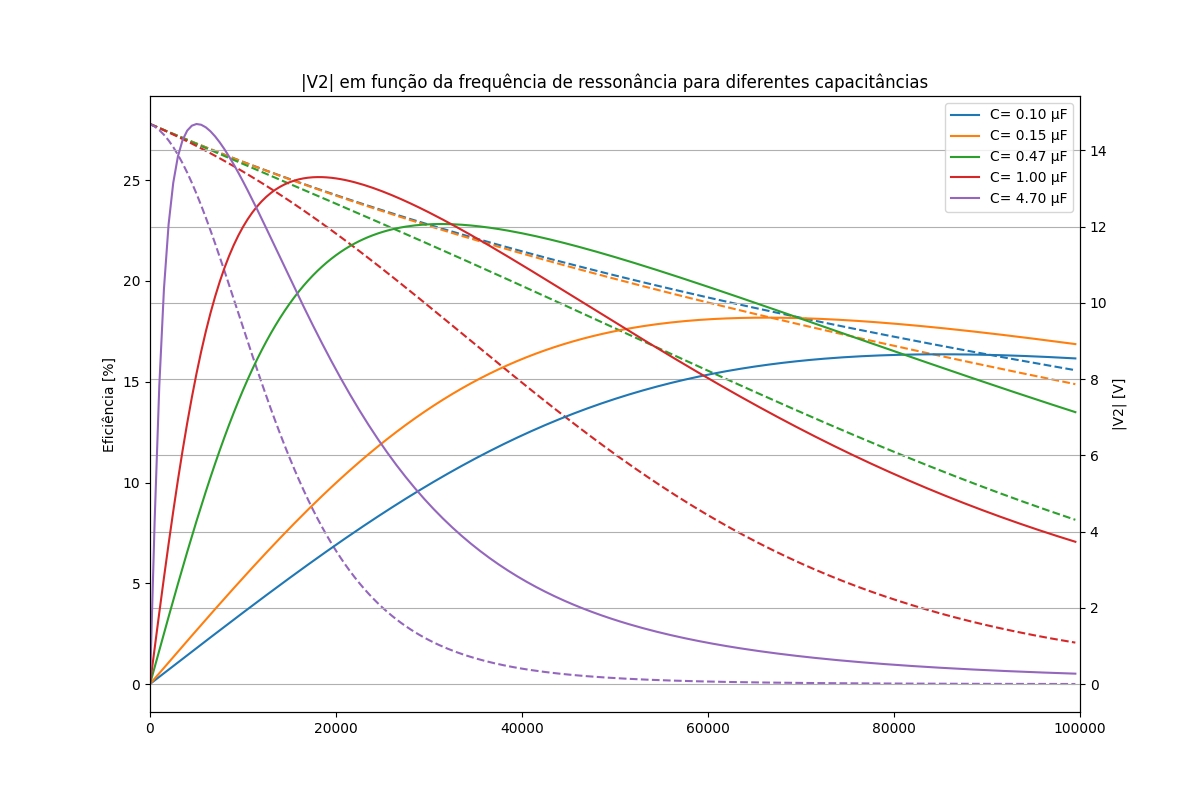 |V2| em função da frequência de ressonância para diferentes capacitâncias
C= 0.10 µF
C= 0.15 µF
C= 0.47 µF
C= 1.00 µF
C= 4.70 µF
Eficiência [%]
25
20
15
10
5
0
|V2| [V]
14
12
10
8
6
4
2
0
0
20000
40000
60000
80000
100000